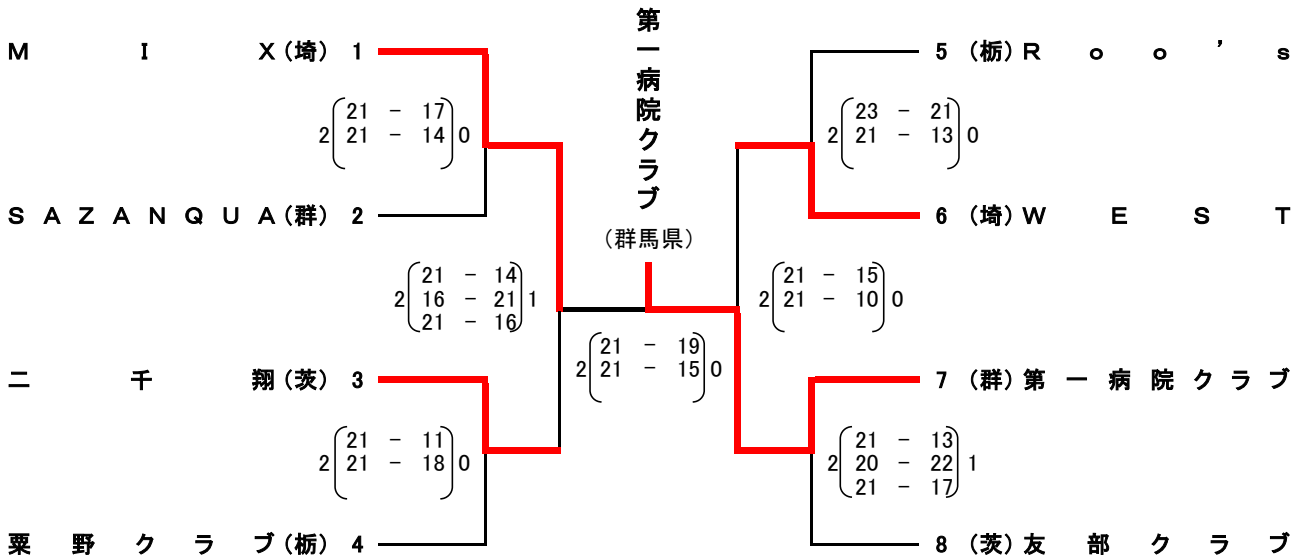 第一病院クラブ
(群馬県)
ＭＩＸ(埼) 1
2 21 - 17 0
21 - 14
ＳＡＺＡＮＱＵＡ(群) 2
2 21 - 14 1
16 - 21
21 - 16
二千翔(茨) 3
2 21 - 11 0
21 - 18
粟野クラブ(栃) 4
2 21 - 19 0
21 - 15
5 (栃)Ｒｏｏ’ｓ
2 23 - 21 0
21 - 13
6 (埼)ＷＥＳＴ
2 21 - 15 0
21 - 10
7 (群)第一病院クラブ
2 21 - 13 1
20 - 22
21 - 17
8 (茨)友部クラブ